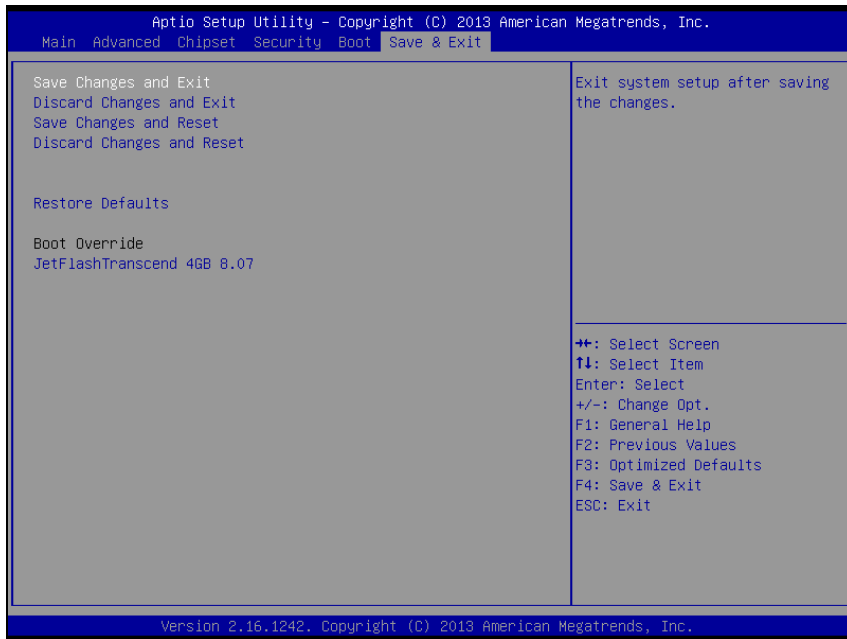 Aptio Setup Utility – Copyright (C) 2013 American Megatrends, Inc.
Main Advanced Chipset Security Boot Save & Exit
Save Changes and Exit
Discard Changes and Exit
Save Changes and Reset
Discard Changes and Reset
Restore Defaults
Boot Override
JetFlashTranscend 4GB 8.07
Exit system setup after saving
the changes.
→←: Select Screen
↑↓: Select Item
Enter: Select
+/-: Change Opt.
F1: General Help
F2: Previous Values
F3: Optimized Defaults
F4: Save & Exit
ESC: Exit
Version 2.16.1242. Copyright (C) 2013 American Megatrends, Inc.